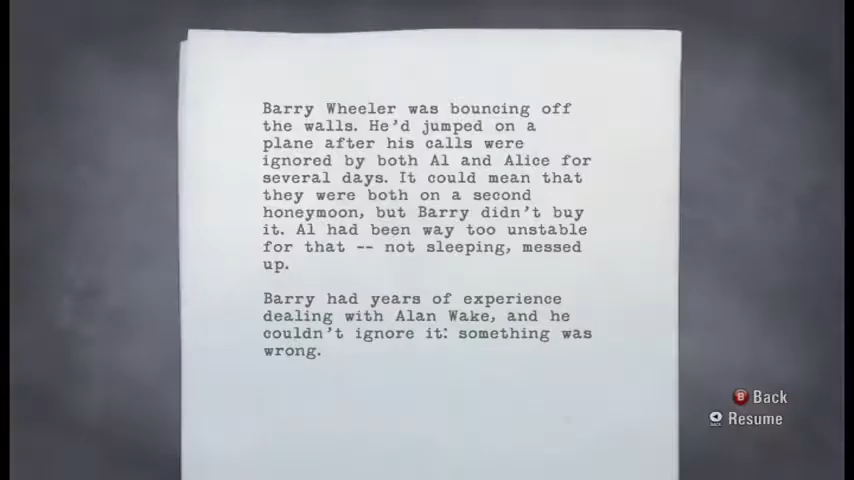 Barry Wheeler was bouncing off
the walls. He'd jumped on a
plane after his calls were
ignored by both Al and Alice for
several days. It could mean that
they were both on a second
honeymoon, but Barry didn't buy
it. Al had been way too unstable
for that -- not sleeping, messed
up.
Barry had years of experience
dealing with Alan Wake, and he
couldn't ignore it: something was
wrong.
B Back
BACK Resume